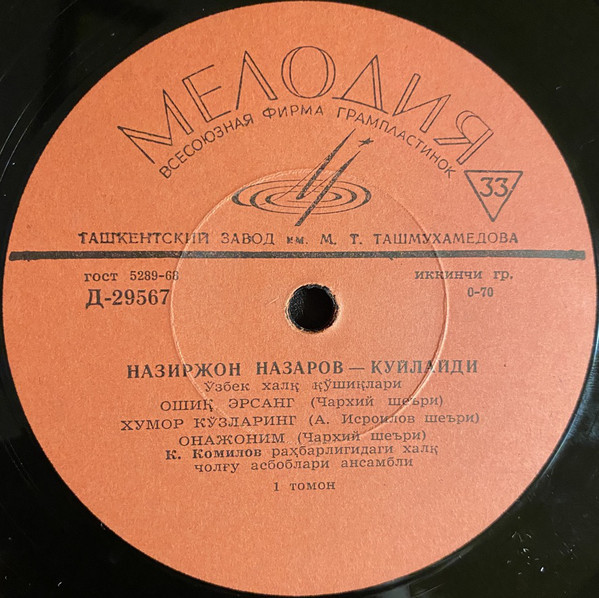 МЕЛОДИЯ
ВСЕСОЮЗНАЯ ФИРМА ГРАМПЛАСТИНОК
33
ТАШКЕНТСКИЙ ЗАВОД им. М. Т. ТАШМУХАМЕДОВА
гост 5289-68
иккинчи гр.
Д-29567
0-70
НАЗИРЖОН НАЗАРОВ — КУЙЛАЙДИ
Ўзбек халқ қўшиқлари
ОШИҚ ЭРСАНГ (Чархий шеъри)
ХУМОР КЎЗЛАРИНГ (А. Исроилов шеъри)
ОНАЖОНИМ (Чархий шеъри)
К. Комилов раҳбарлигидаги халқ
чолғу асбоблари ансамбли
1 томон